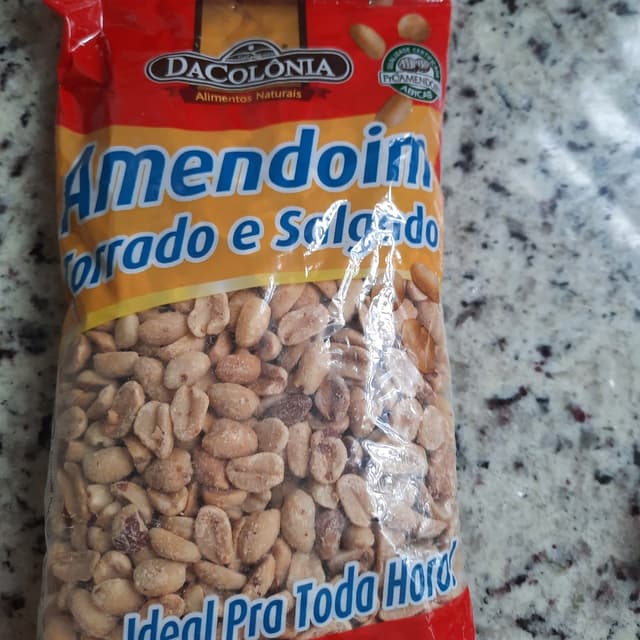 DaColônia
Alimentos Naturais
Amendoim
Torrado e Salgado
Ideal Pra Toda Hora!